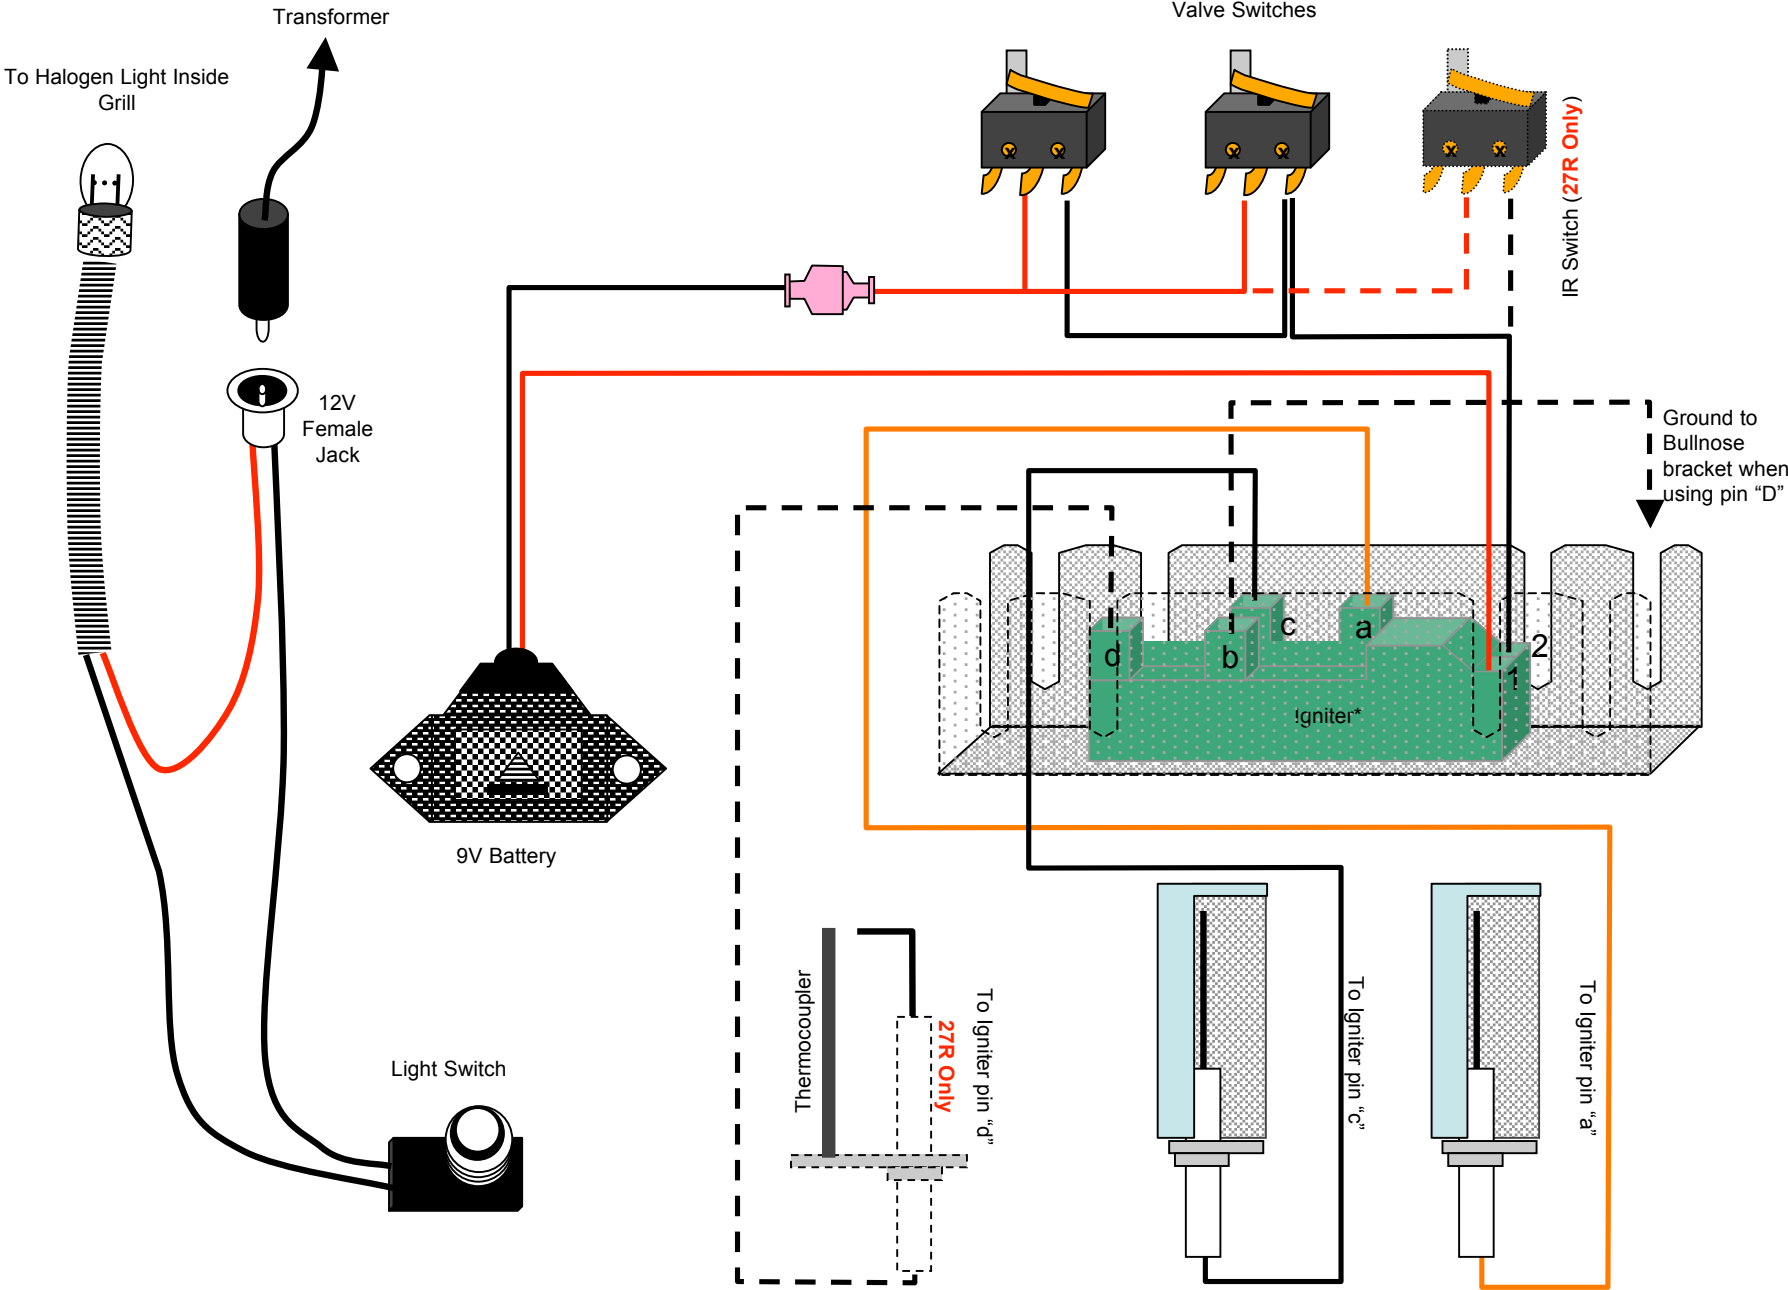 Transformer
Valve Switches
To Halogen Light Inside
Grill
IR Switch (27R Only)
12V
Female
Jack
Ground to
Bullnose
bracket when
using pin “D”
c
a
d
b
2
1
Igniter*
9V Battery
Light Switch
Thermocoupler
27R Only
To Igniter pin “d”
To Igniter pin “c”
To Igniter pin “a”